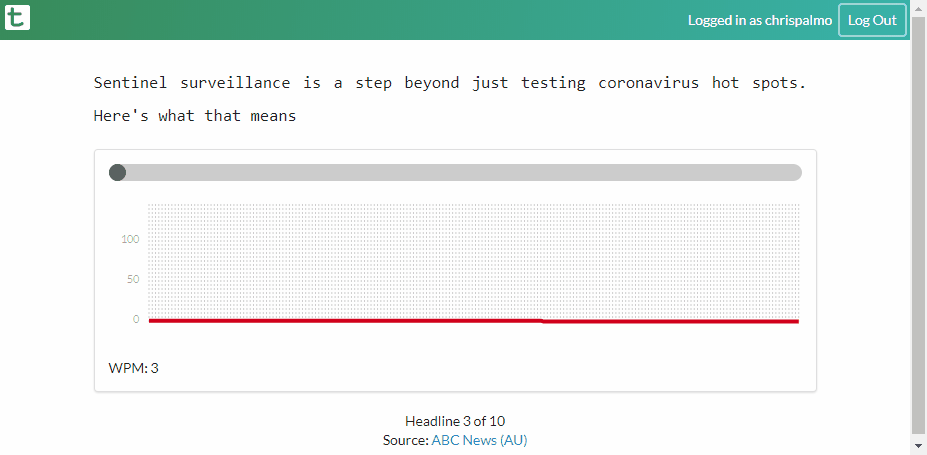 t
Logged in as chrispalmo Log Out
Sentinel surveillance is a step beyond just testing coronavirus hot spots.
Here's what that means
100
50
0
WPM: 3
Headline 3 of 10
Source: ABC News (AU)